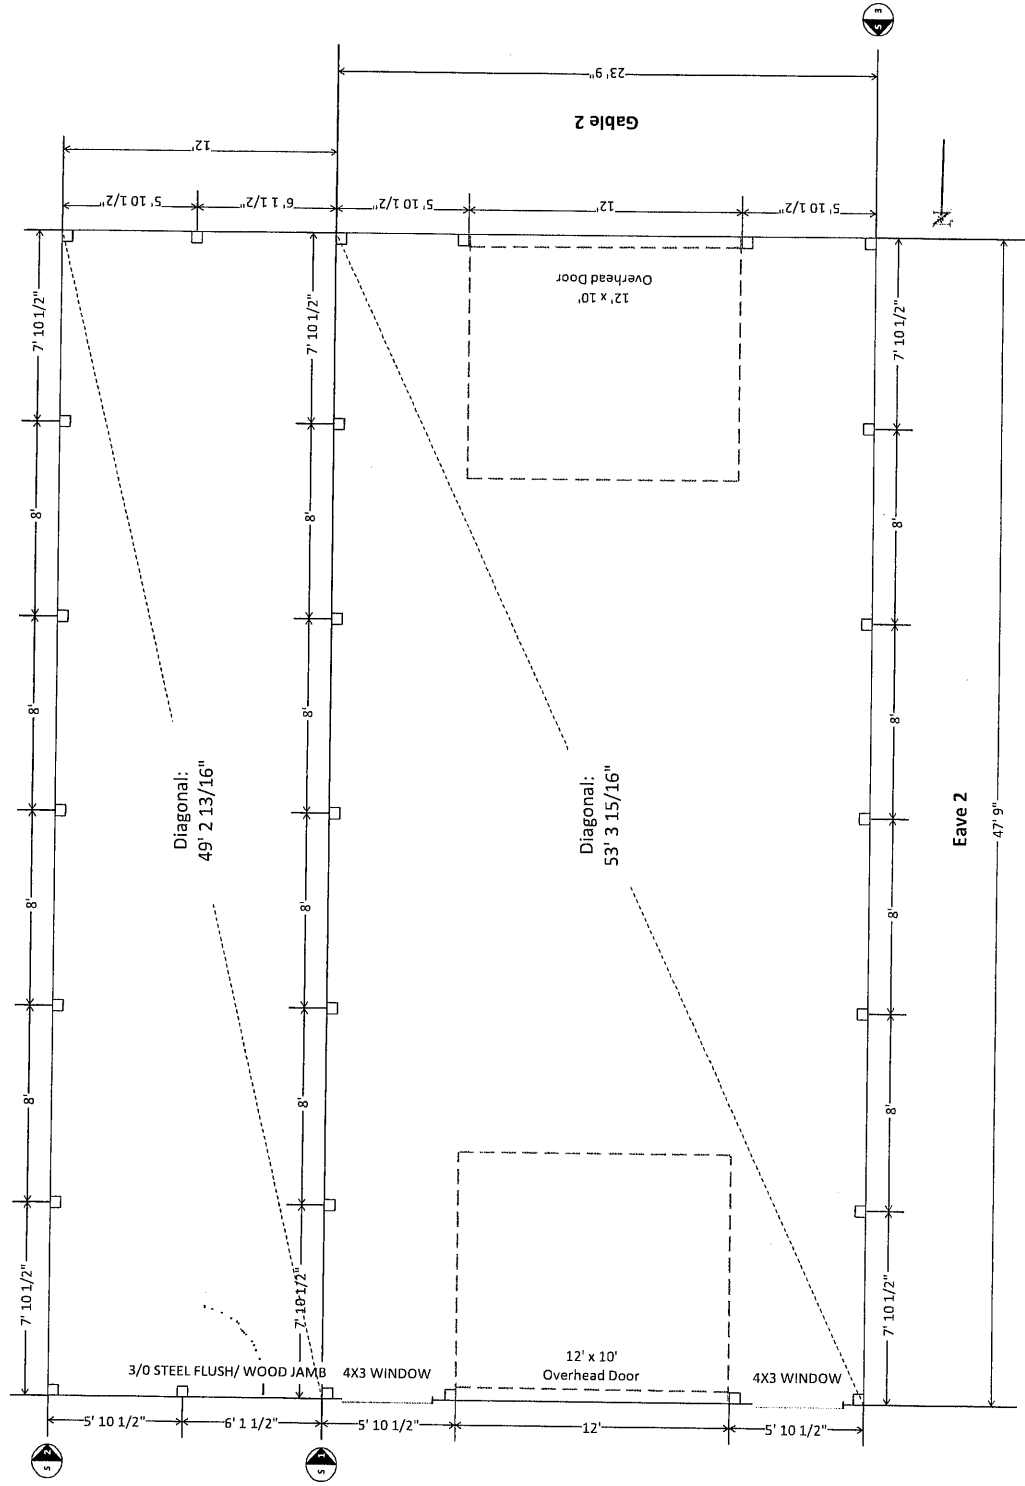 S 3
23' 9"
Gable 2
12'
5' 10 1/2"
6' 1 1/2"
5' 10 1/2"
12'
5' 10 1/2"
12' x 10'
Overhead Door
7' 10 1/2"
7' 10 1/2"
7' 10 1/2"
8'
8'
8'
8'
8'
8'
Diagonal:
49' 2 13/16"
Diagonal:
53' 3 15/16"
Eave 2
47' 9"
8'
8'
8'
8'
8'
8'
7' 10 1/2"
7' 10 1/2"
7' 10 1/2"
12' x 10'
Overhead Door
3/0 STEEL FLUSH/ WOOD JAMB
4X3 WINDOW
4X3 WINDOW
5' 10 1/2"
6' 1 1/2"
5' 10 1/2"
12'
5' 10 1/2"
S 2
S 1